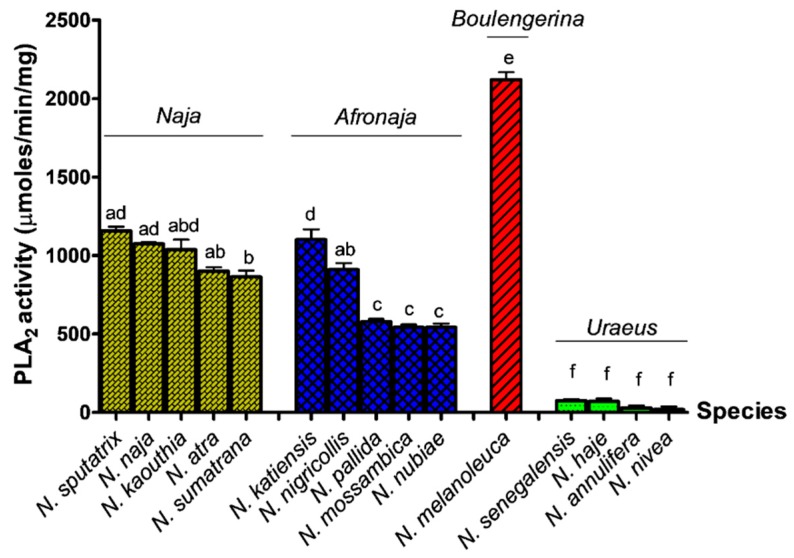 PLA2 activity (μmoles/min/mg)
2500
2000
1500
1000
500
0
Naja
Afronaja
Boulengerina
Uraeus
ad
ad
abd
ab
b
d
ab
c
c
c
e
f
f
f
f
Species
N. sputatrix
N. naja
N. kaouthia
N. atra
N. sumatrana
N. katiensis
N. nigricollis
N. pallida
N. mossambica
N. nubiae
N. melanoleuca
N. senegalensis
N. haje
N. annulifera
N. nivea